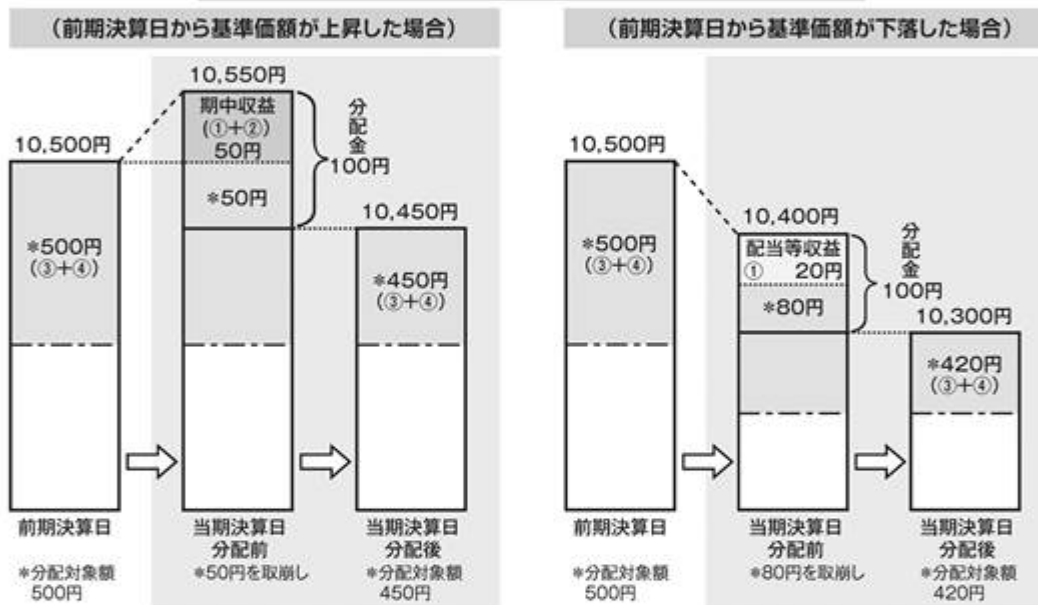 (前期決算日から基準価額が上昇した場合)
10,550円
期中収益
(①+②)
50円
*50円
分配金
100円
10,500円
*500円
(③+④)
10,450円
*450円
(③+④)
前期決算日
当期決算日
分配前
当期決算日
分配後
*分配対象額
500円
*50円を取崩し
*分配対象額
450円
(前期決算日から基準価額が下落した場合)
10,500円
*500円
(③+④)
10,400円
配当等収益
① 20円
*80円
分配金
100円
10,300円
*420円
(③+④)
前期決算日
当期決算日
分配前
当期決算日
分配後
*分配対象額
500円
*80円を取崩し
*分配対象額
420円